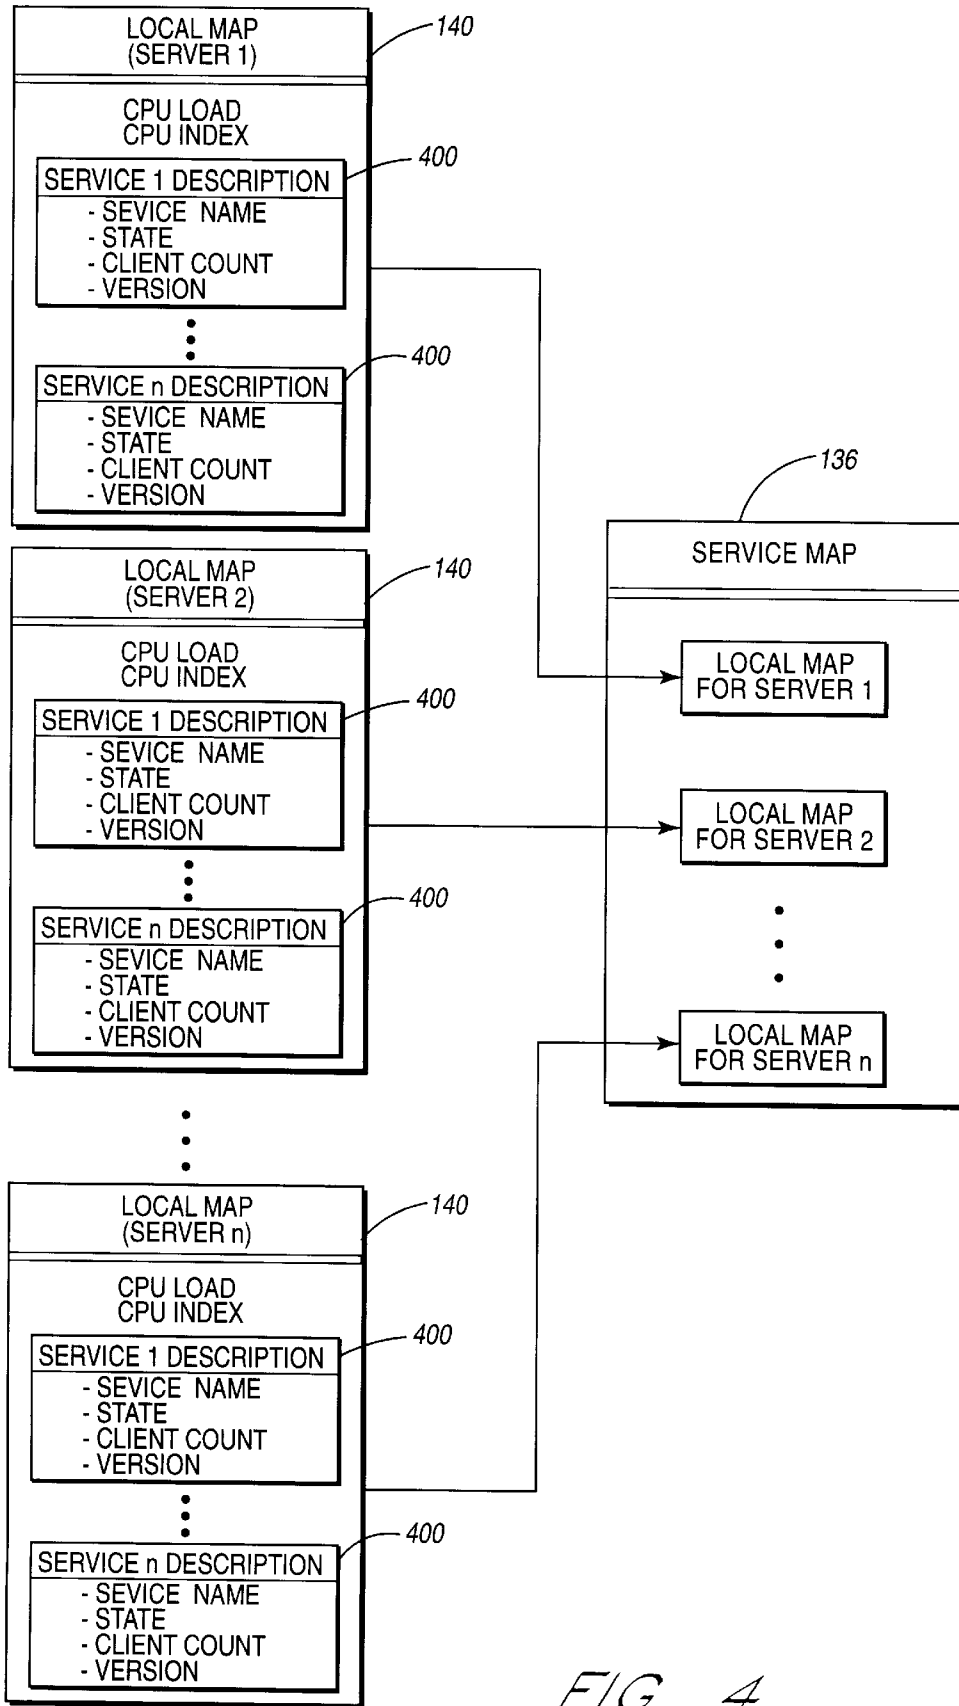 LOCAL MAP
(SERVER 1)
140
CPU LOAD
CPU INDEX
400
SERVICE 1 DESCRIPTION
- SEVICE NAME
- STATE
- CLIENT COUNT
- VERSION
400
SERVICE n DESCRIPTION
- SEVICE NAME
- STATE
- CLIENT COUNT
- VERSION
LOCAL MAP
(SERVER 2)
140
CPU LOAD
CPU INDEX
400
SERVICE 1 DESCRIPTION
- SEVICE NAME
- STATE
- CLIENT COUNT
- VERSION
400
SERVICE n DESCRIPTION
- SEVICE NAME
- STATE
- CLIENT COUNT
- VERSION
LOCAL MAP
(SERVER n)
140
CPU LOAD
CPU INDEX
400
SERVICE 1 DESCRIPTION
- SEVICE NAME
- STATE
- CLIENT COUNT
- VERSION
400
SERVICE n DESCRIPTION
- SEVICE NAME
- STATE
- CLIENT COUNT
- VERSION
136
SERVICE MAP
LOCAL MAP
FOR SERVER 1
LOCAL MAP
FOR SERVER 2
LOCAL MAP
FOR SERVER n
FIG. 4